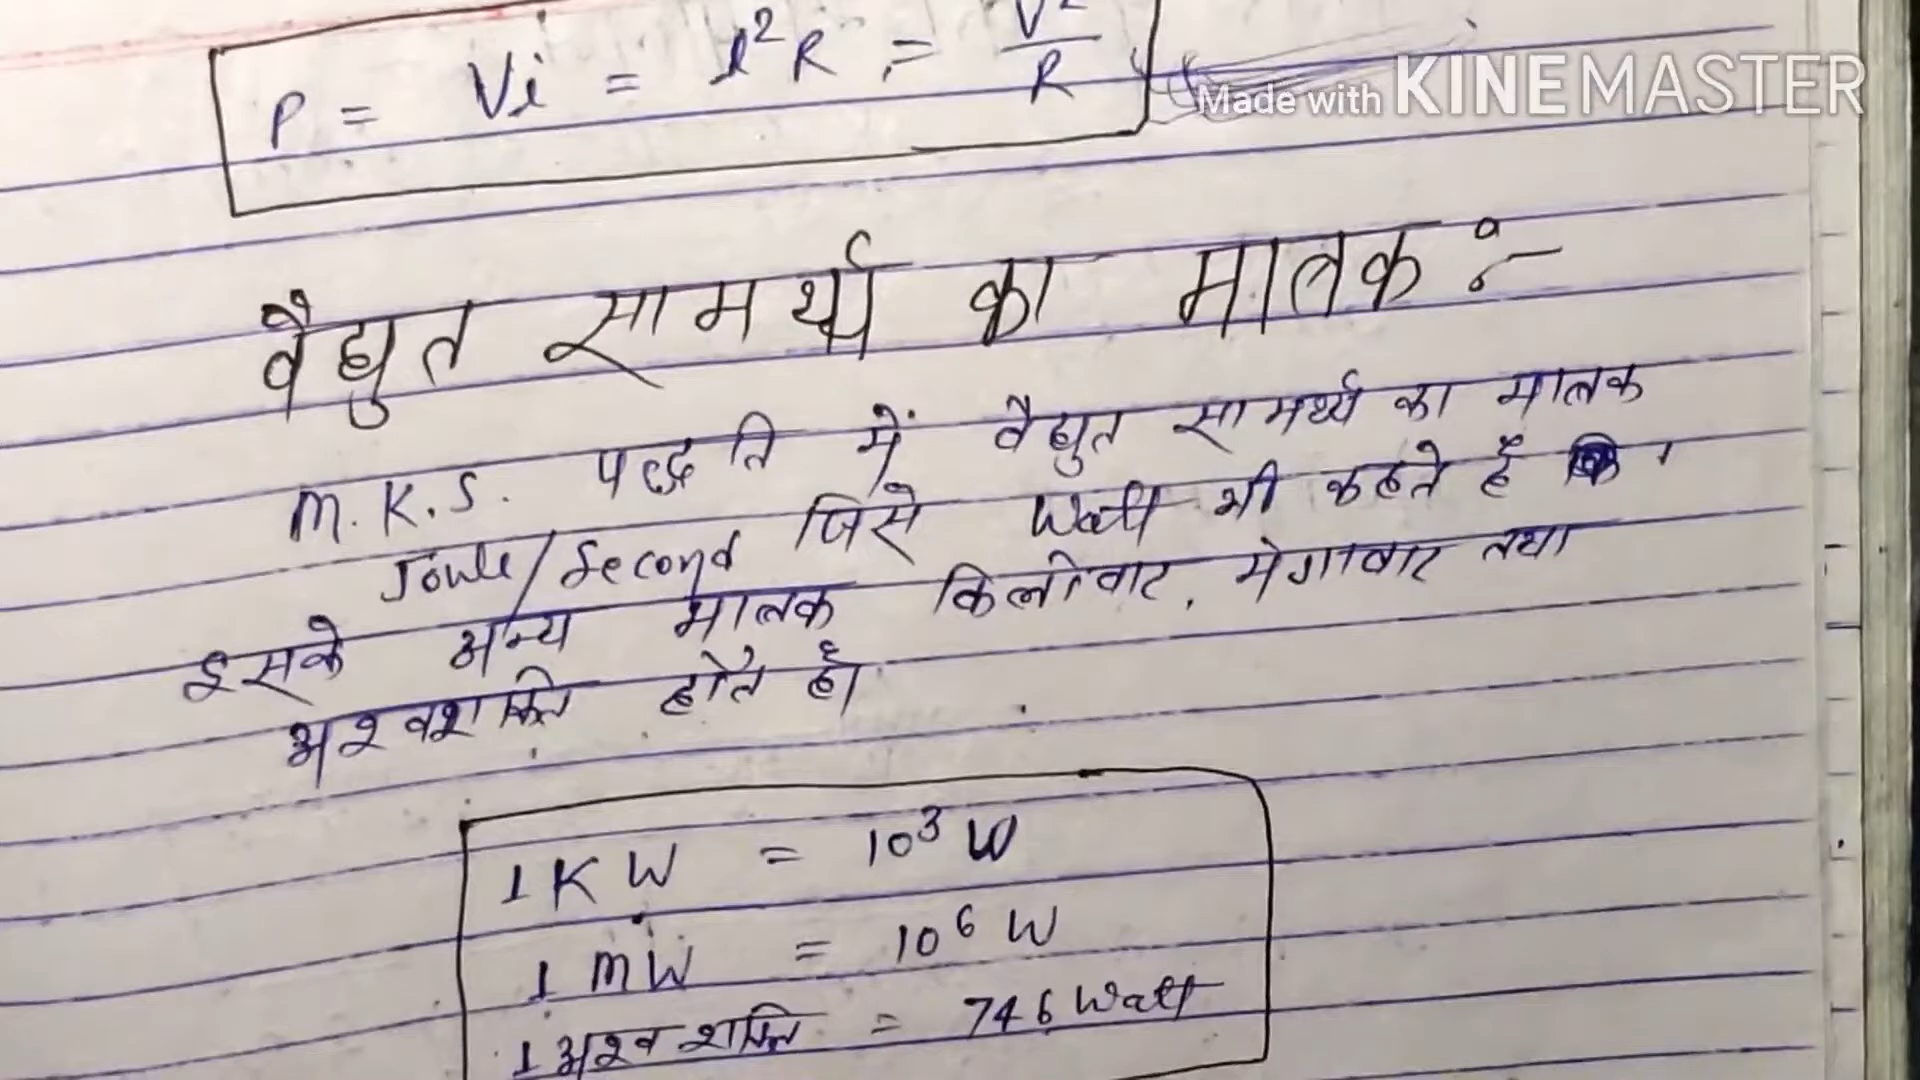 P = Vi = i²R = V²/R
Made with KINEMASTER
वैद्युत सामर्थ्य का मात्रक :-
M.K.S. पद्धति में वैद्युत सामर्थ्य का मात्रक
Joule/Second जिसे Watt भी कहते हैं
इसके अन्य मात्रक किलोवाट, मेगावाट तथा
अश्वशक्ति होते है।
1 KW = 10³ W
1 MW = 10⁶ W
1 अश्व शक्ति = 746 Watt